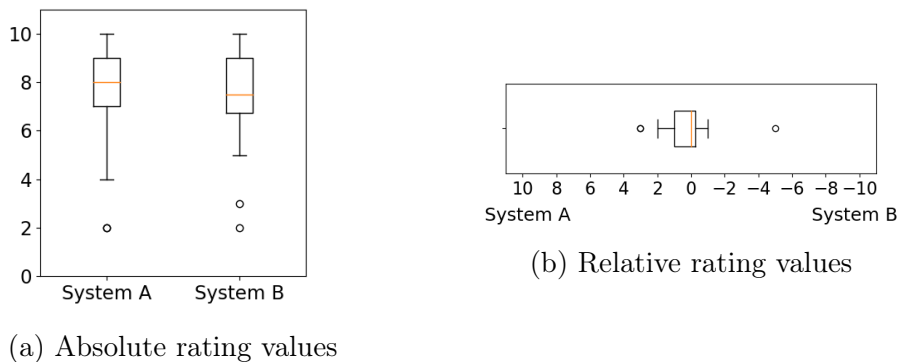 10
8
6
4
2
0
System A System B
(a) Absolute rating values
10 8 6 4 2 0 −2 −4 −6 −8 −10
System A System B
(b) Relative rating values